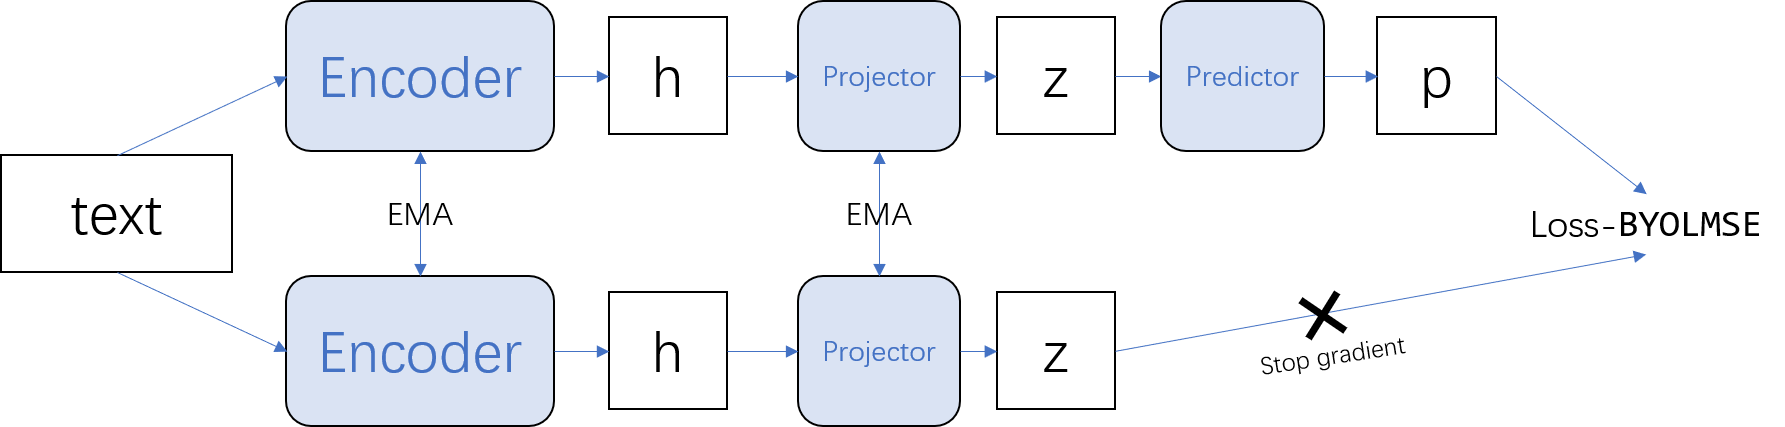 Encoder
h
Projector
z
Predictor
p
text
EMA
EMA
Loss-BYOLMSE
Encoder
h
Projector
z
Stop gradient